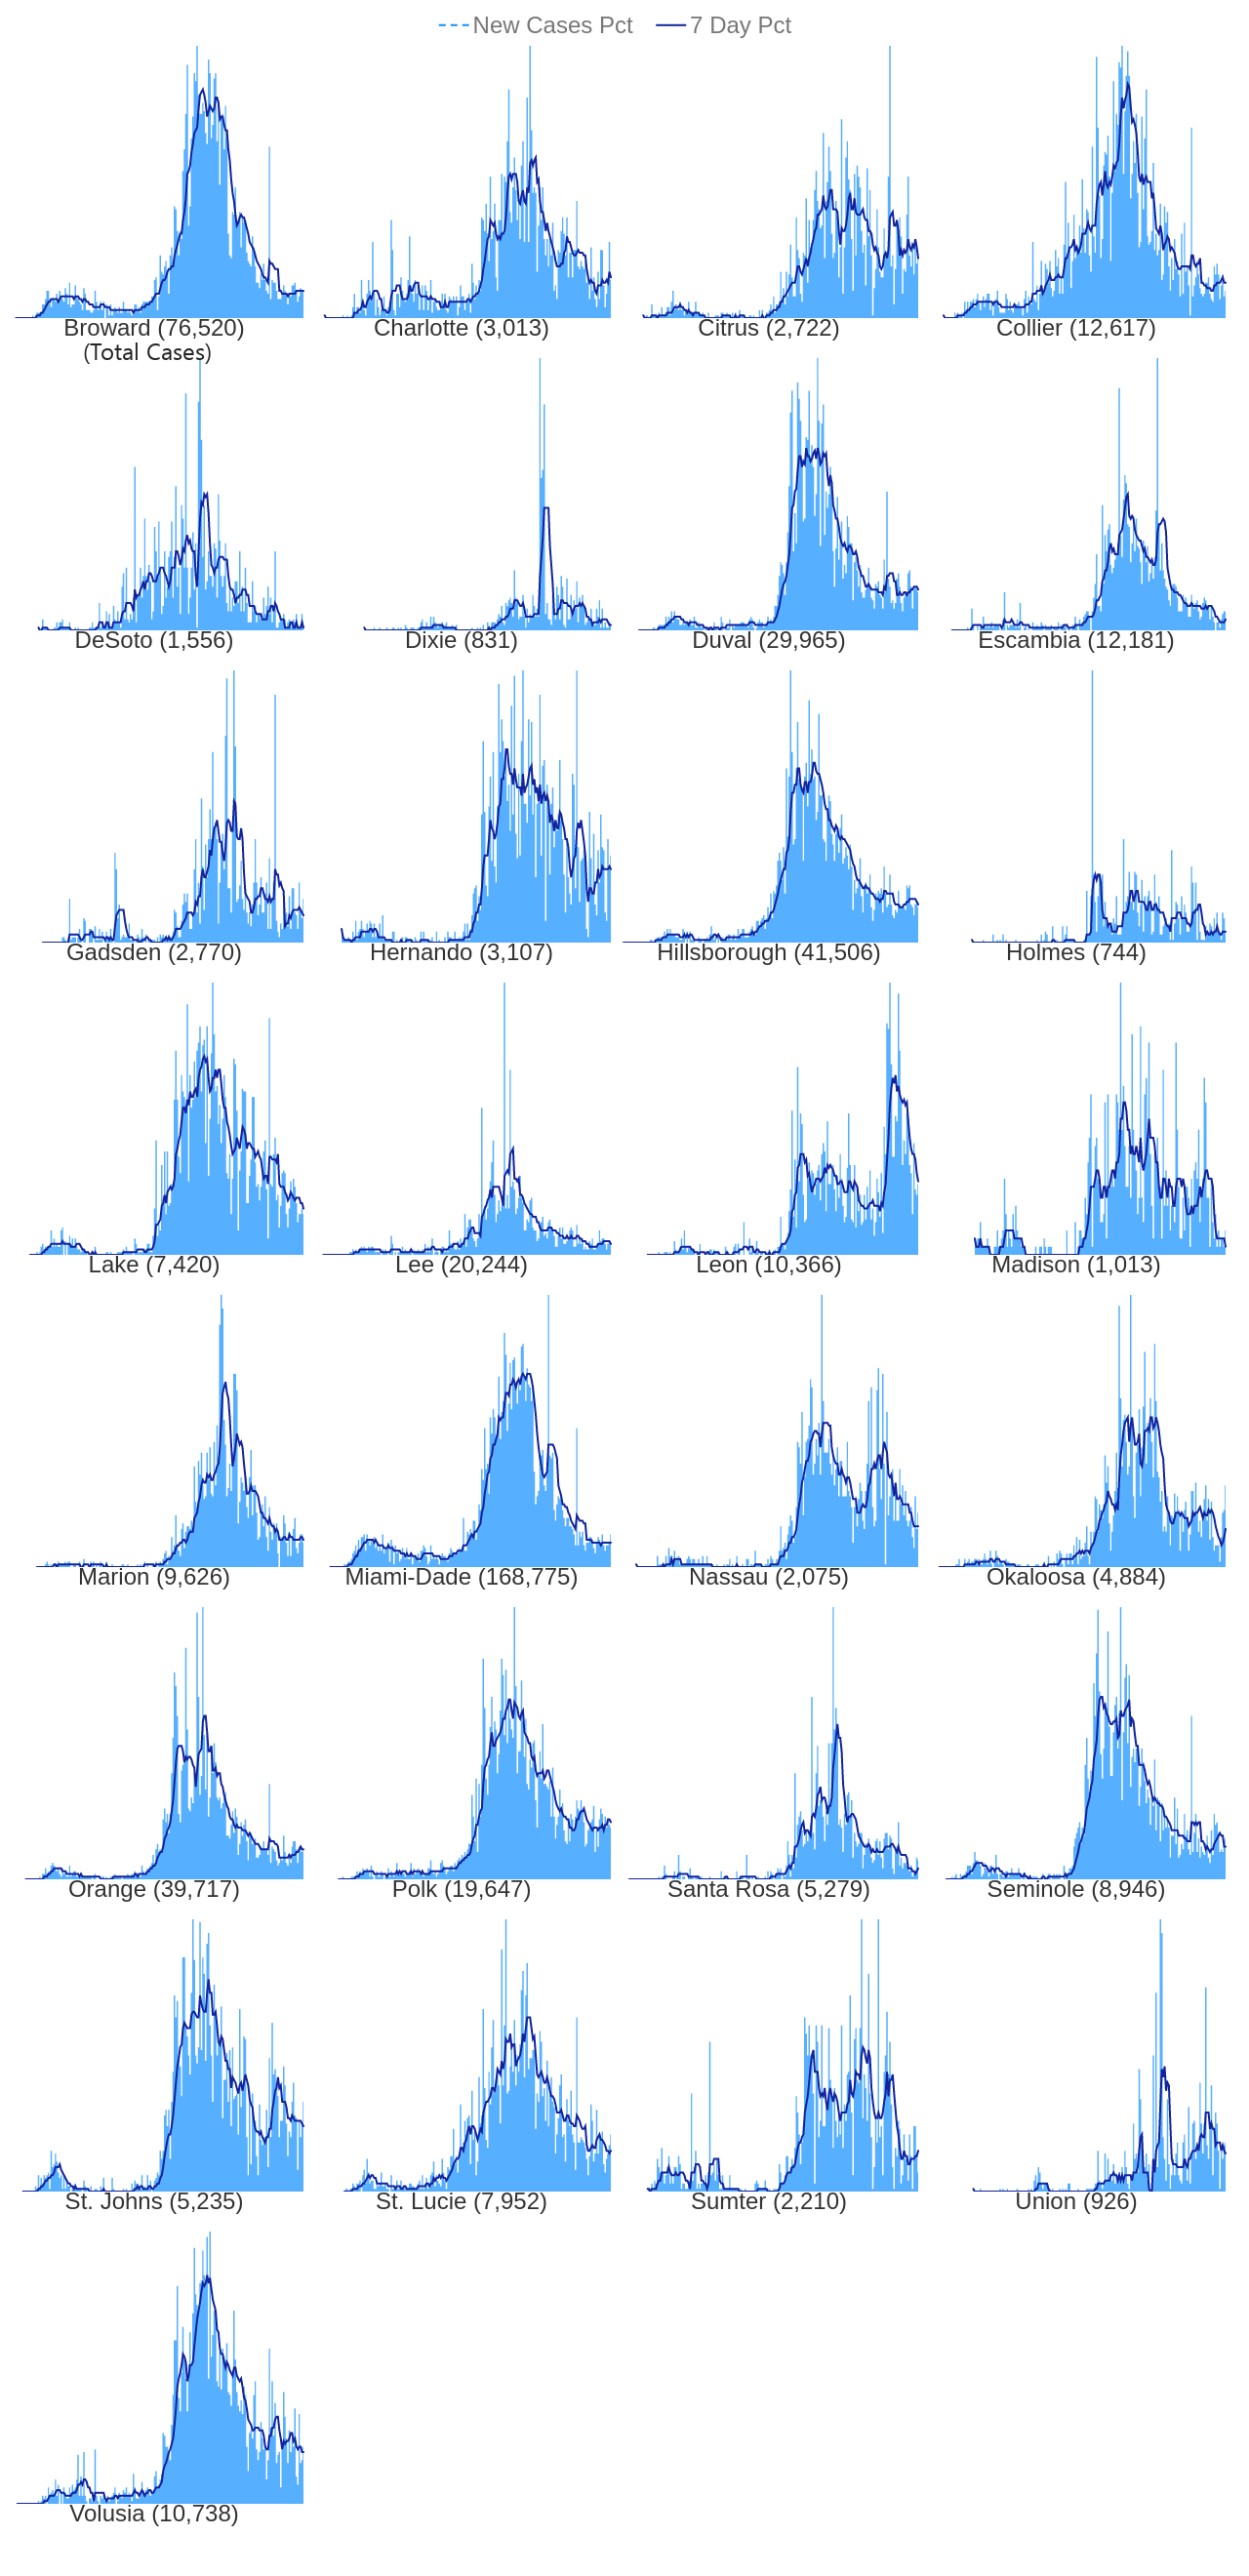 New Cases Pct 7 Day Pct
Broward (76,520) Charlotte (3,013) Citrus (2,722) Collier (12,617)
(Total Cases)
DeSoto (1,556) Dixie (831) Duval (29,965) Escambia (12,181)
Gadsden (2,770) Hernando (3,107) Hillsborough (41,506) Holmes (744)
Lake (7,420) Lee (20,244) Leon (10,366) Madison (1,013)
Marion (9,626) Miami-Dade (168,775) Nassau (2,075) Okaloosa (4,884)
Orange (39,717) Polk (19,647) Santa Rosa (5,279) Seminole (8,946)
St. Johns (5,235) St. Lucie (7,952) Sumter (2,210) Union (926)
Volusia (10,738)